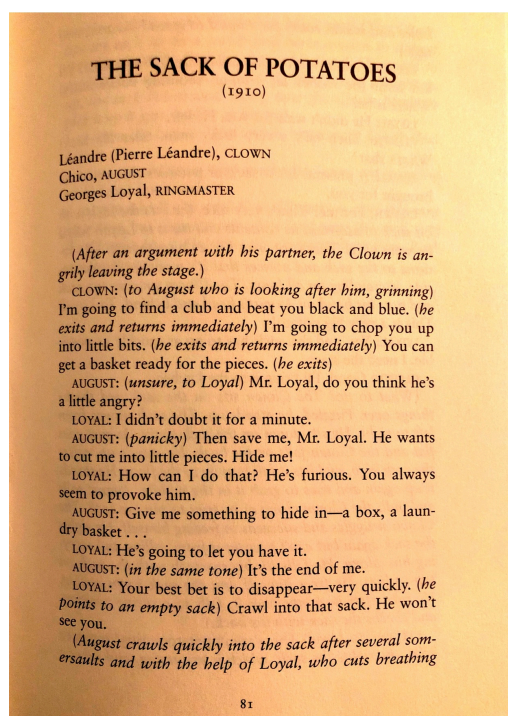 THE SACK OF POTATOES
(1910)
Léandre (Pierre Léandre), CLOWN
Chico, AUGUST
Georges Loyal, RINGMASTER
(After an argument with his partner, the Clown is an-
grily leaving the stage.)
CLOWN: (to August who is looking after him, grinning)
I'm going to find a club and beat you black and blue. (he
exits and returns immediately) I'm going to chop you up
into little bits. (he exits and returns immediately) You can
get a basket ready for the pieces. (he exits)
AUGUST: (unsure, to Loyal) Mr. Loyal, do you think he's
a little angry?
LOYAL: I didn't doubt it for a minute.
AUGUST: (panicky) Then save me, Mr. Loyal. He wants
to cut me into little pieces. Hide me!
LOYAL: How can I do that? He's furious. You always
seem to provoke him.
AUGUST: Give me something to hide in—a box, a laun-
dry basket . . .
LOYAL: He's going to let you have it.
AUGUST: (in the same tone) It's the end of me.
LOYAL: Your best bet is to disappear—very quickly. (he
points to an empty sack) Crawl into that sack. He won't
see you.
(August crawls quickly into the sack after several som-
ersaults and with the help of Loyal, who cuts breathing
81